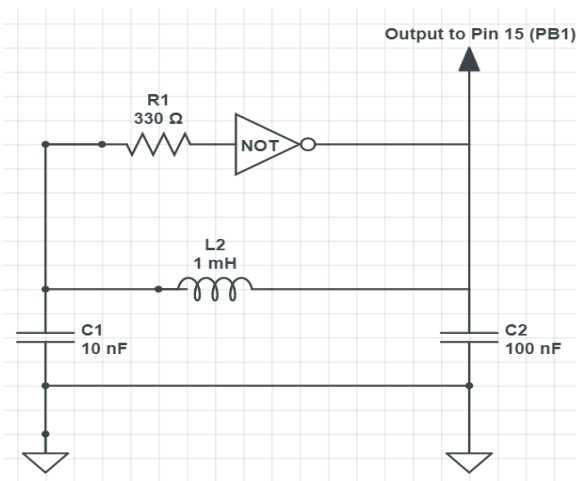 Output to Pin 15 (PB1)
R1
330 Ω
NOT
L2
1 mH
C1
10 nF
C2
100 nF